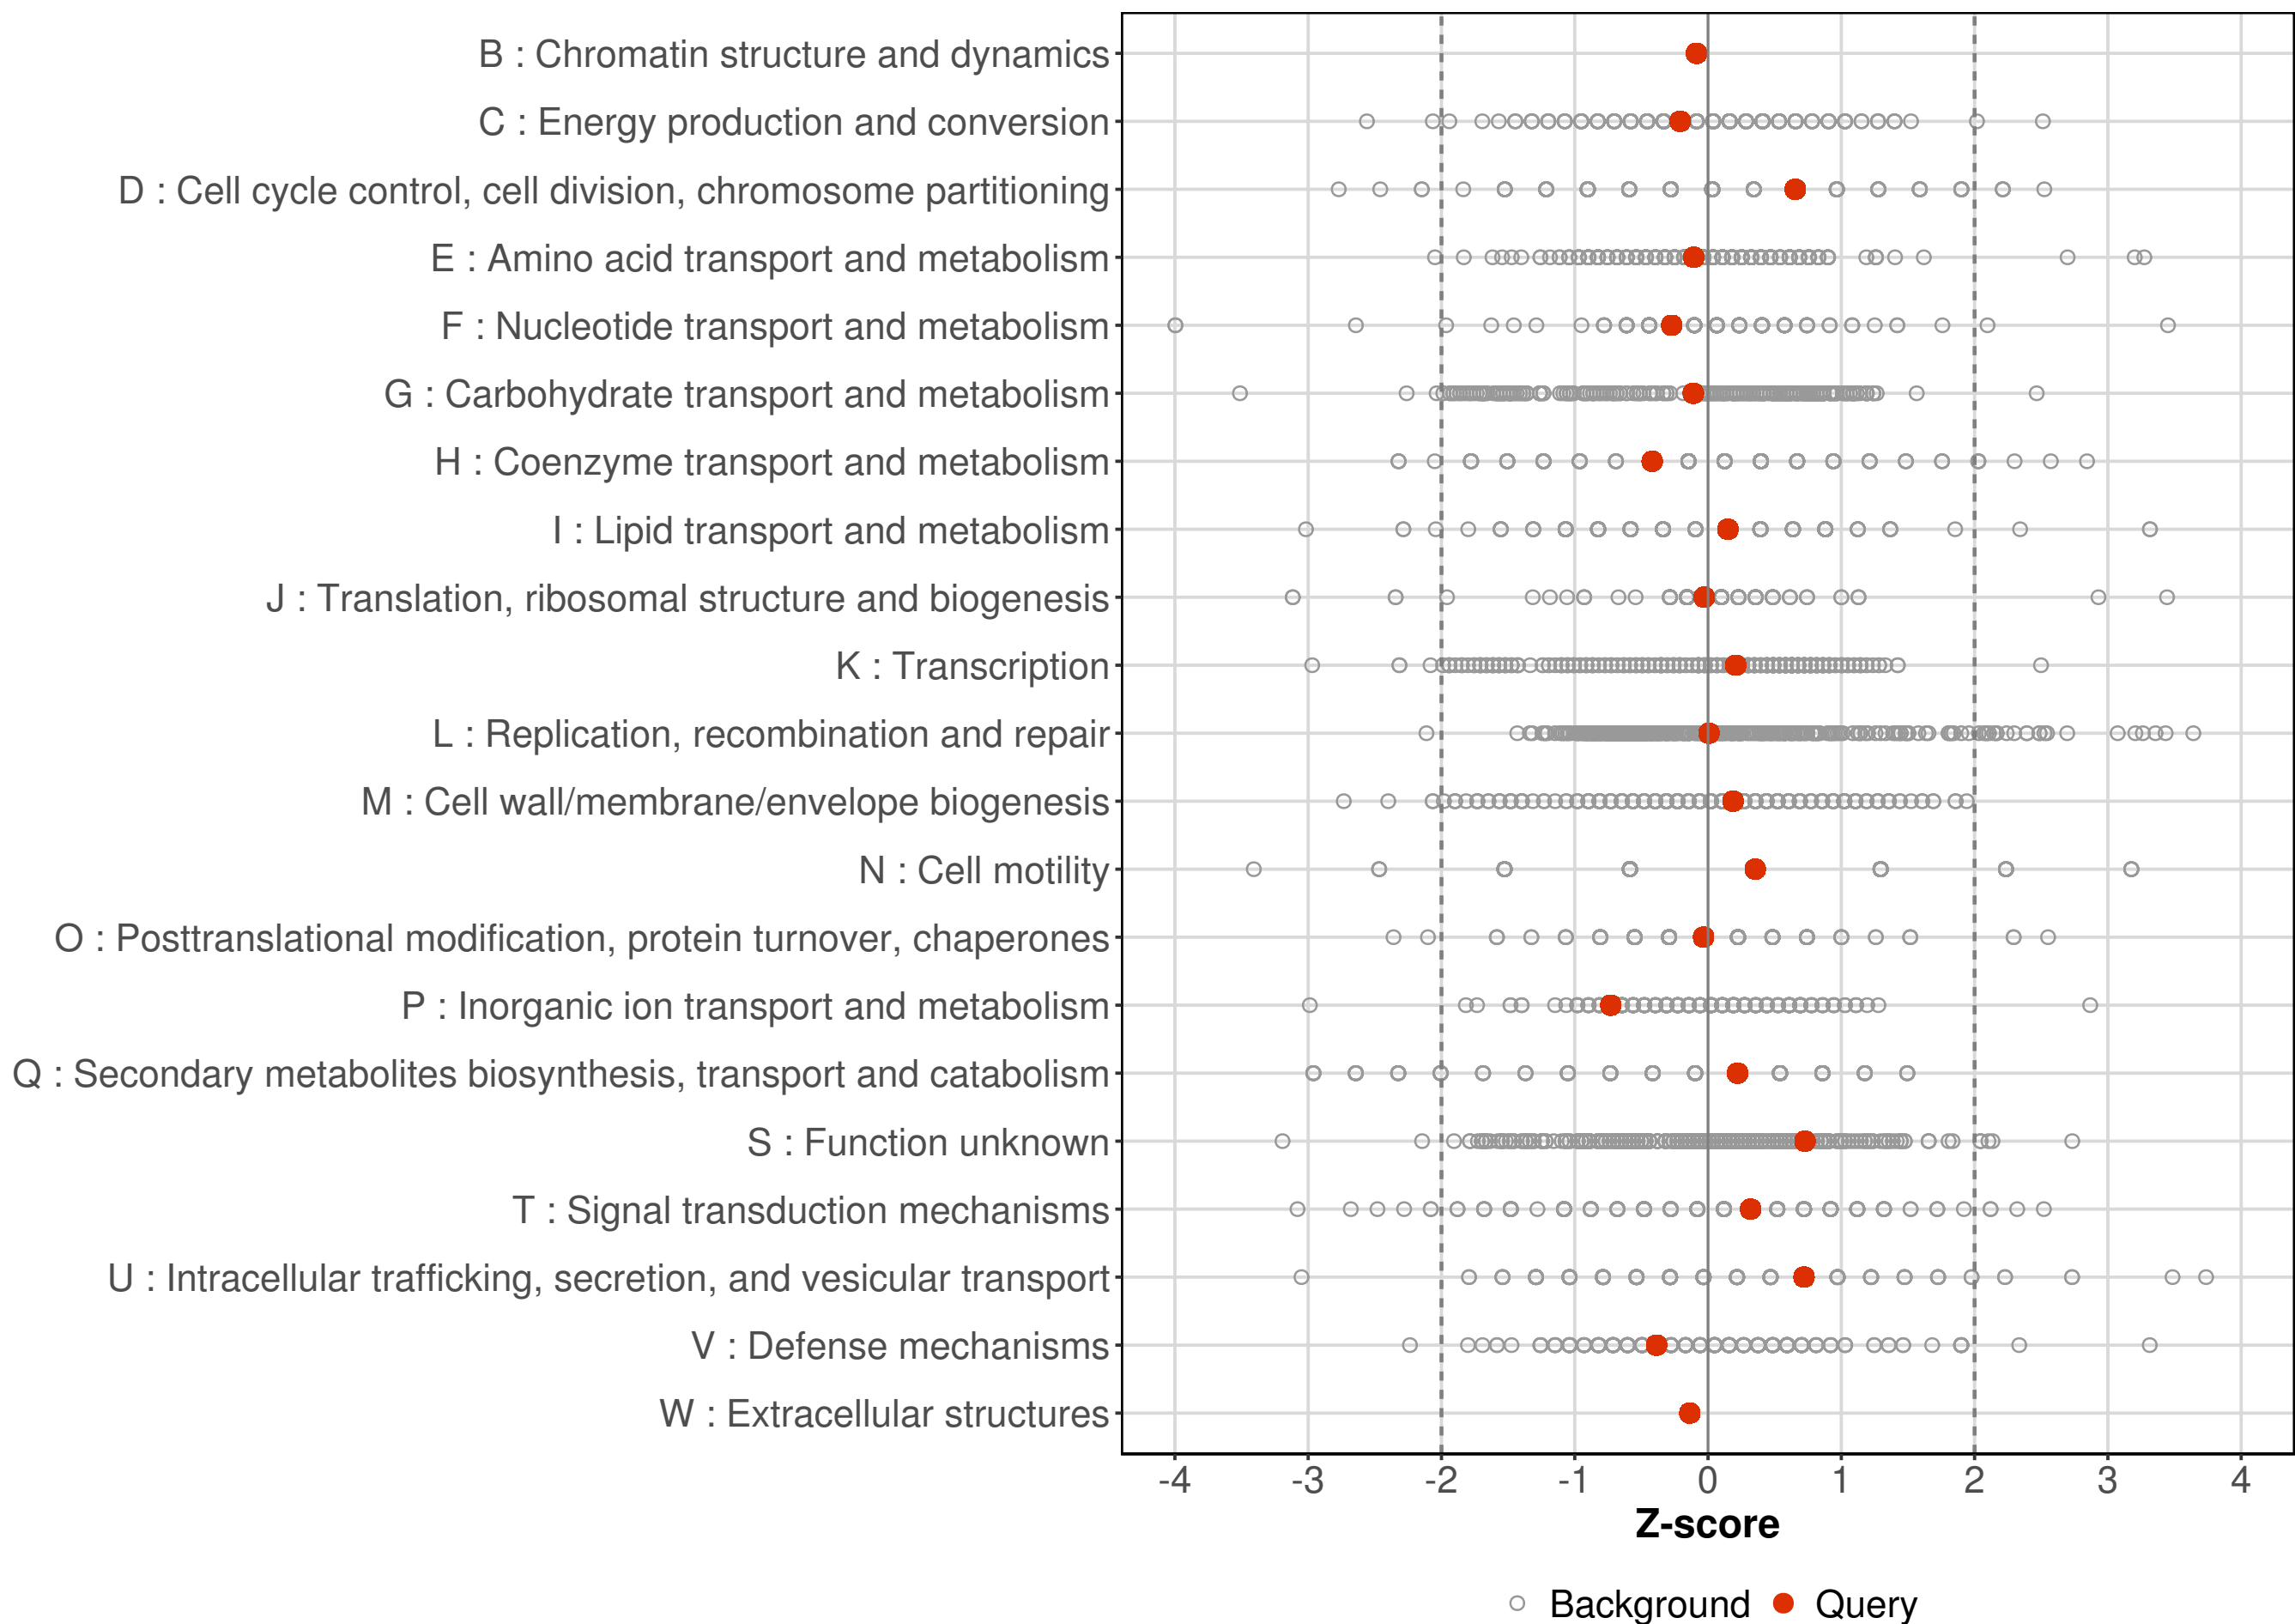 B : Chromatin structure and dynamics
C : Energy production and conversion
D : Cell cycle control, cell division, chromosome partitioning
E : Amino acid transport and metabolism
F : Nucleotide transport and metabolism
G : Carbohydrate transport and metabolism
H : Coenzyme transport and metabolism
I : Lipid transport and metabolism
J : Translation, ribosomal structure and biogenesis
K : Transcription
L : Replication, recombination and repair
M : Cell wall/membrane/envelope biogenesis
N : Cell motility
O : Posttranslational modification, protein turnover, chaperones
P : Inorganic ion transport and metabolism
Q : Secondary metabolites biosynthesis, transport and catabolism
S : Function unknown
T : Signal transduction mechanisms
U : Intracellular trafficking, secretion, and vesicular transport
V : Defense mechanisms
W : Extracellular structures
-4 -3 -2 -1 0 1 2 3 4
Z-score
Background Query